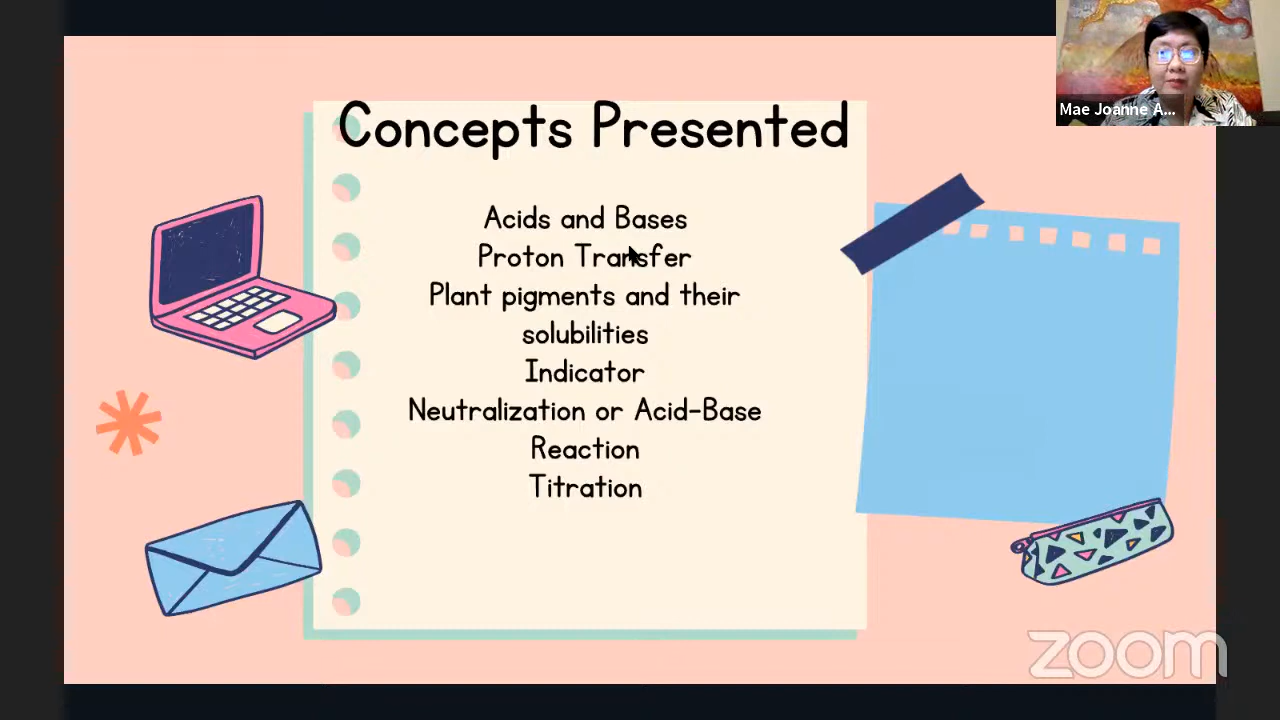 Mae Joanne A...
Concepts Presented
Acids and Bases
Proton Transfer
Plant pigments and their
solubilities
Indicator
Neutralization or Acid-Base
Reaction
Titration
zoom